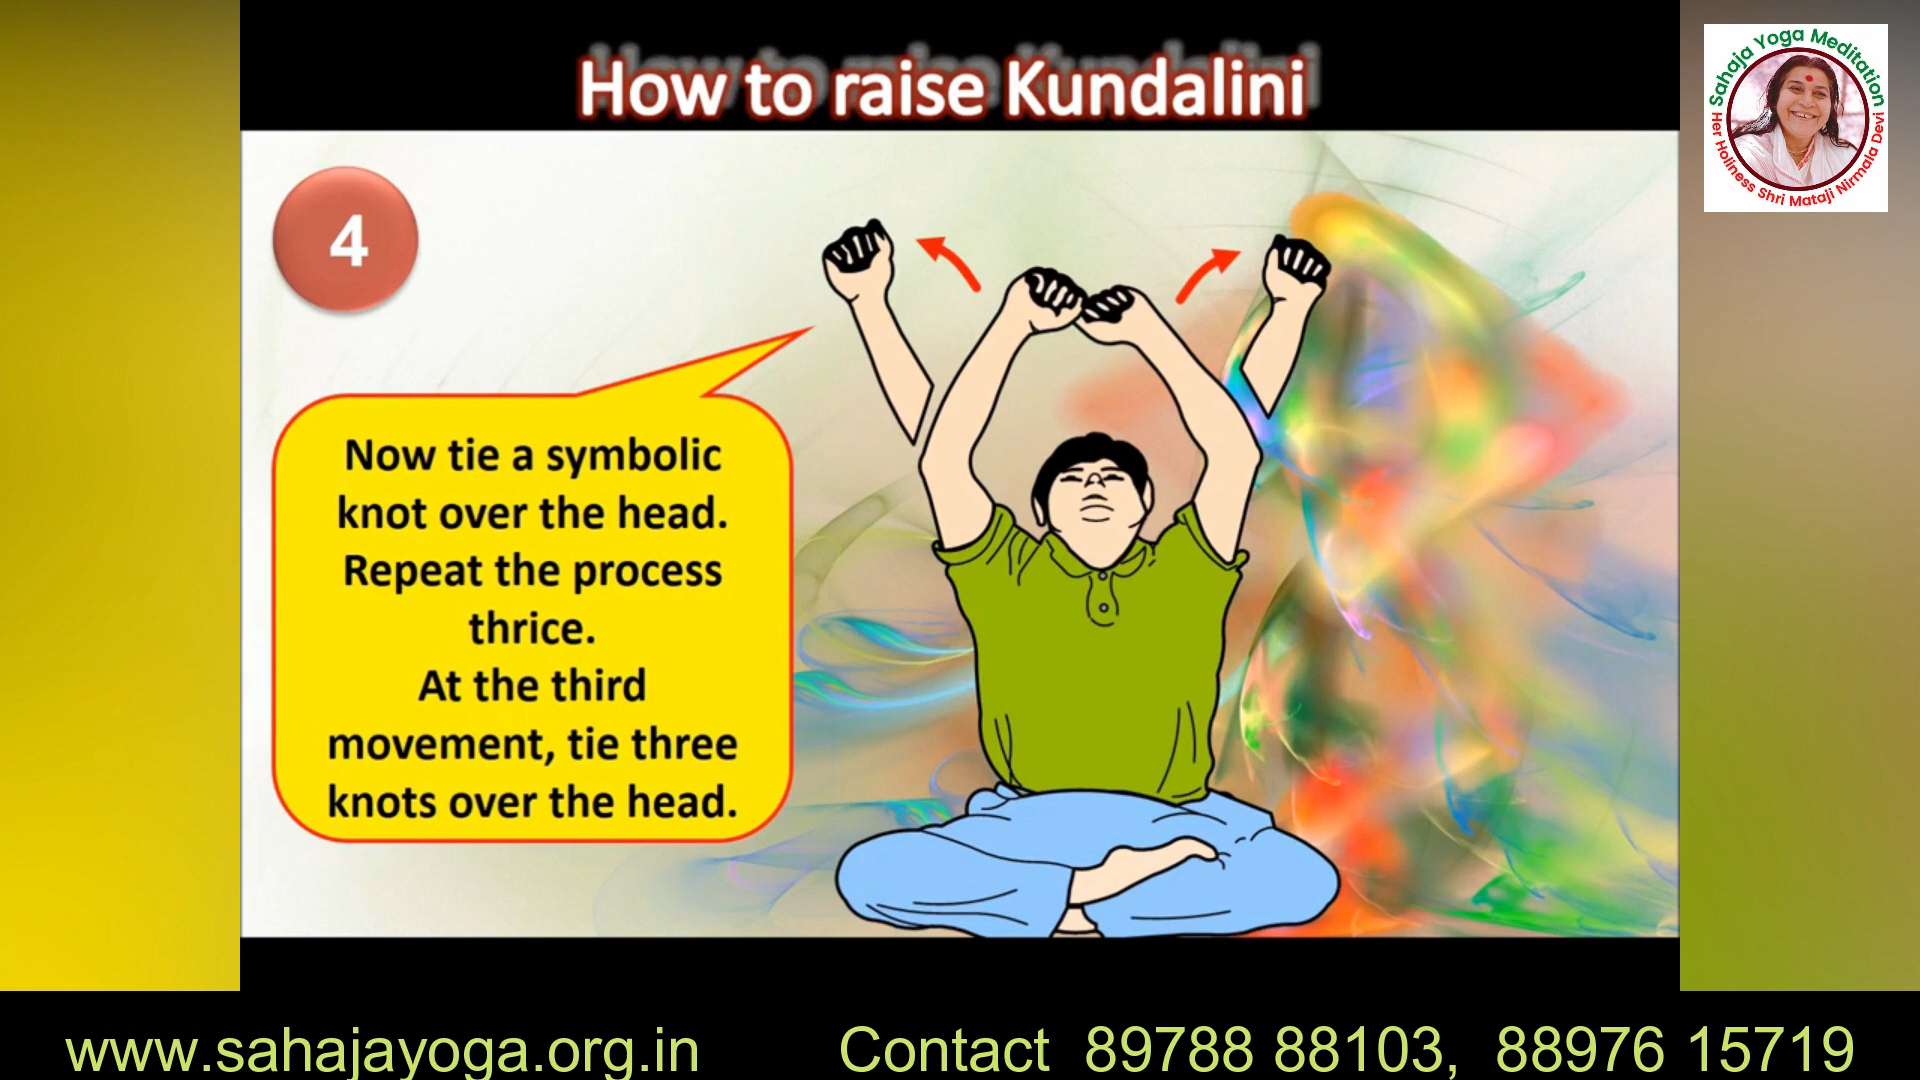 How to raise Kundalini
Sahaja Yoga Meditation
Her Holiness Shri Mataji Nirmala Devi
4
Now tie a symbolic
knot over the head.
Repeat the process
thrice.
At the third
movement, tie three
knots over the head.
www.sahajayoga.org.in Contact 89788 88103, 88976 15719